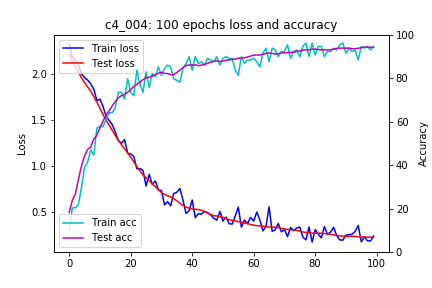 c4_004: 100 epochs loss and accuracy
Train loss
Test loss
Train acc
Test acc
Loss
2.0
1.5
1.0
0.5
Accuracy
100
80
60
40
20
0
0
20
40
60
80
100